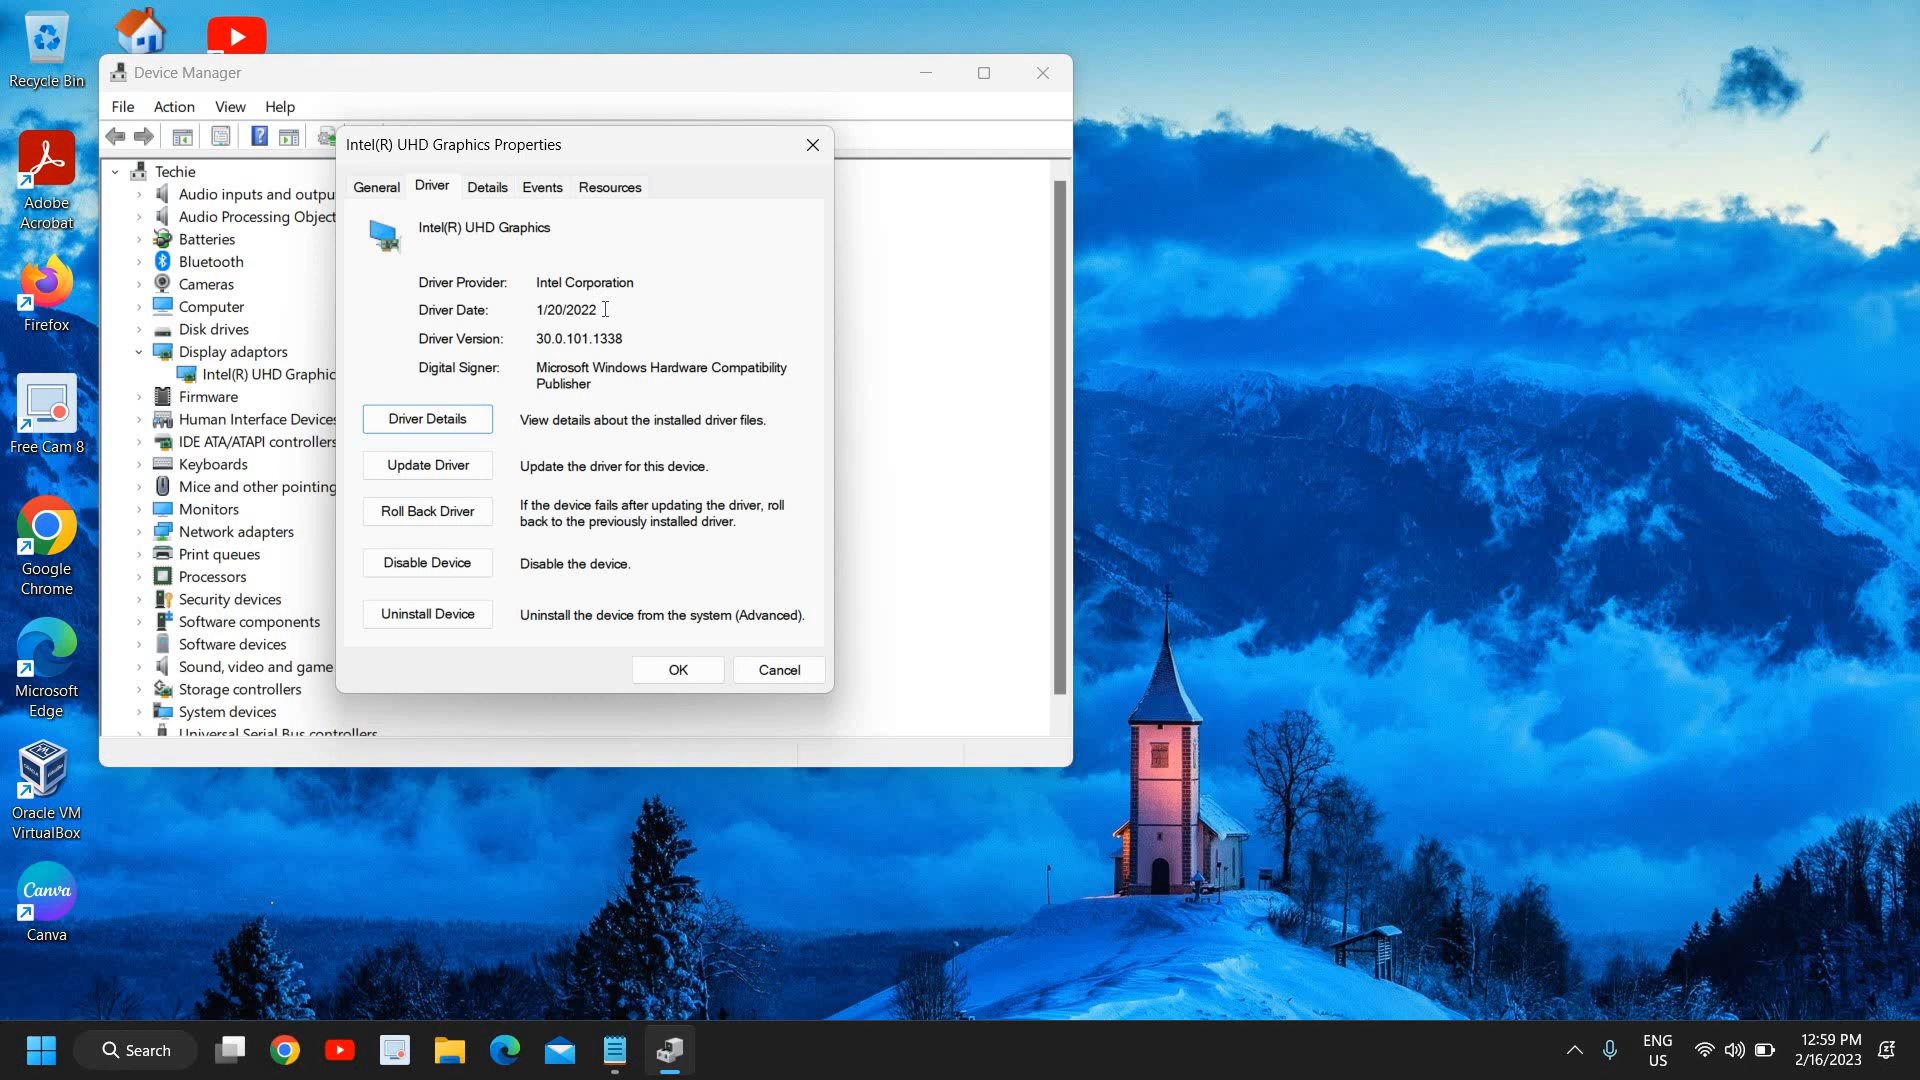 Recycle Bin
Adobe
Acrobat
Firefox
Free Cam 8
Google
Chrome
Microsoft
Edge
Oracle VM
VirtualBox
Canva
Canva
Device Manager
File Action View Help
Techie
Audio inputs and outpu
Audio Processing Object
Batteries
Bluetooth
Cameras
Computer
Disk drives
Display adaptors
Intel(R) UHD Graphic
Firmware
Human Interface Devices
IDE ATA/ATAPI controllers
Keyboards
Mice and other pointing
Monitors
Network adapters
Print queues
Processors
Security devices
Software components
Software devices
Sound, video and game
Storage controllers
System devices
Universal Serial Bus controllers
Intel(R) UHD Graphics Properties
General Driver Details Events Resources
Intel(R) UHD Graphics
Driver Provider: Intel Corporation
Driver Date: 1/20/2022
Driver Version: 30.0.101.1338
Digital Signer: Microsoft Windows Hardware Compatibility
Publisher
Driver Details View details about the installed driver files.
Update Driver Update the driver for this device.
Roll Back Driver If the device fails after updating the driver, roll
back to the previously installed driver.
Disable Device Disable the device.
Uninstall Device Uninstall the device from the system (Advanced).
OK Cancel
Search
ENG
US
12:59 PM
2/16/2023